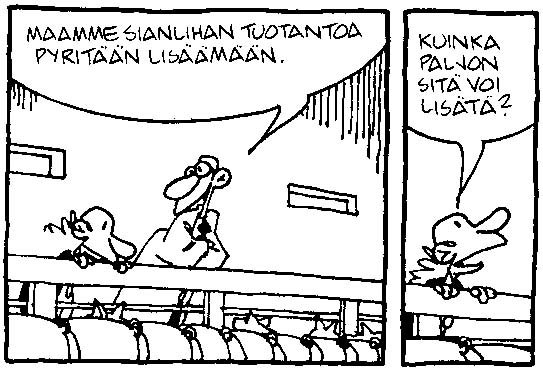 MAAMME SIANLIHAN TUOTANTOA
PYRITÄÄN LISÄÄMÄÄN.
KUINKA
PALJON
SITÄ VOI
LISÄTÄ?